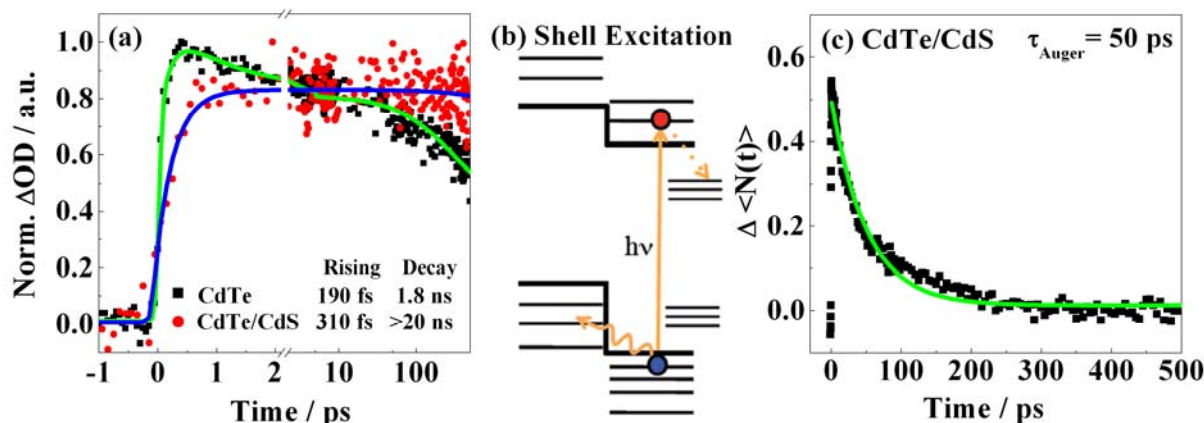 (a)
Norm. ΔOD / a.u.
1.0
0.8
0.6
0.4
0.2
0.0
Rising Decay
CdTe 190 fs 1.8 ns
CdTe/CdS 310 fs >20 ns
-1 0 1 2 10 100
Time / ps
(b) Shell Excitation
hν
(c) CdTe/CdS τAuger = 50 ps
Δ <N(t)>
0.6
0.4
0.2
0.0
0 100 200 300 400 500
Time / ps